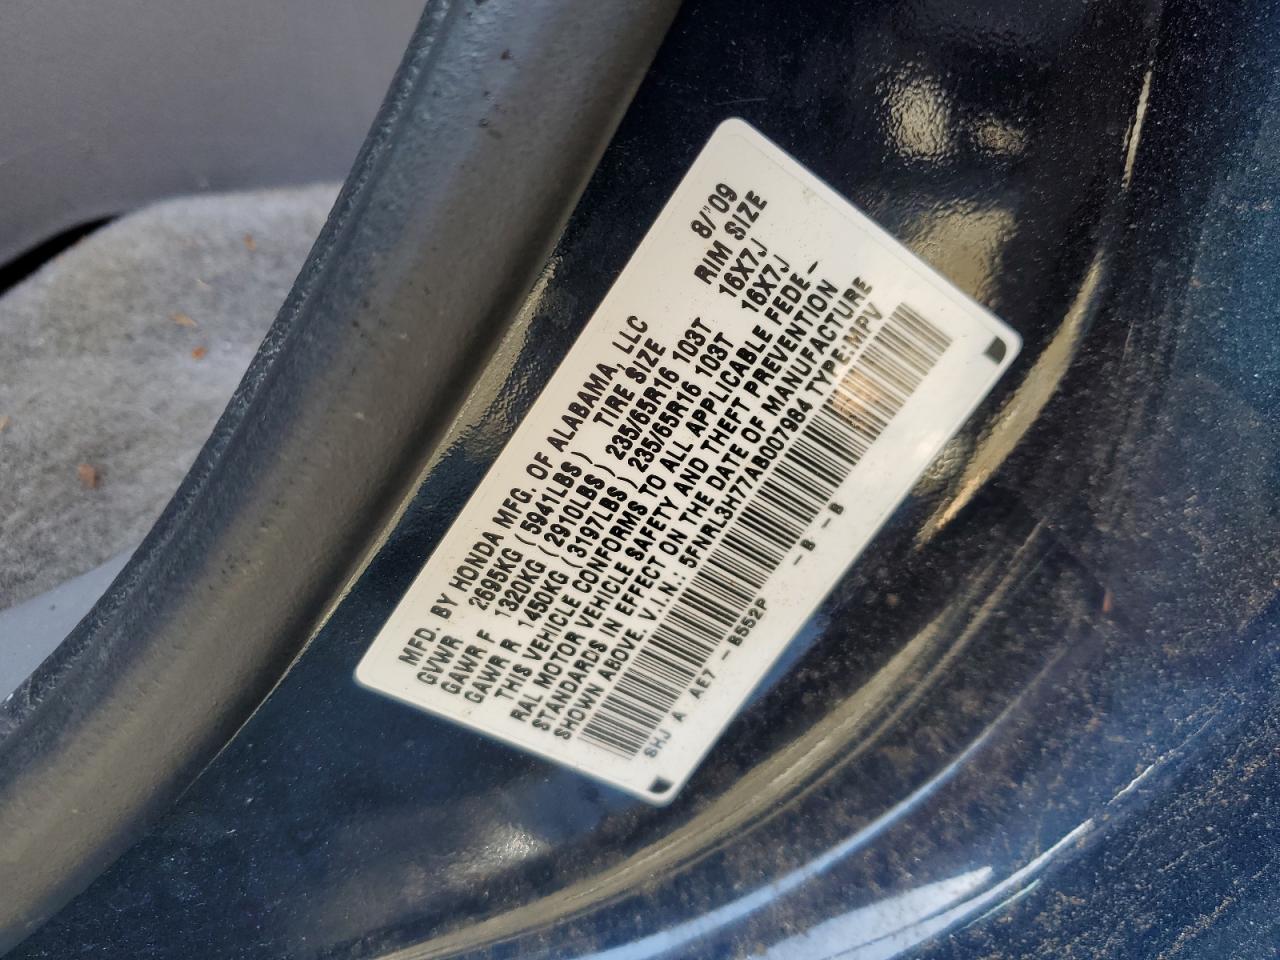 MFD. BY HONDA MFG. OF ALABAMA, LLC 8/'09
GVWR 2695KG (5941LBS) TIRE SIZE RIM SIZE
GAWR F 1320KG (2910LBS) 235/65R16 103T 16X7J
GAWR R 1450KG (3197LBS) 235/65R16 103T 16X7J
THIS VEHICLE CONFORMS TO ALL APPLICABLE FEDE-
RAL MOTOR VEHICLE SAFETY AND THEFT PREVENTION
STANDARDS IN EFFECT ON THE DATE OF MANUFACTURE
SHOWN ABOVE. V.I.N.: 5FNRL3H77AB007984 TYPE:MPV
SHJ A AE7 - B552P - B - B